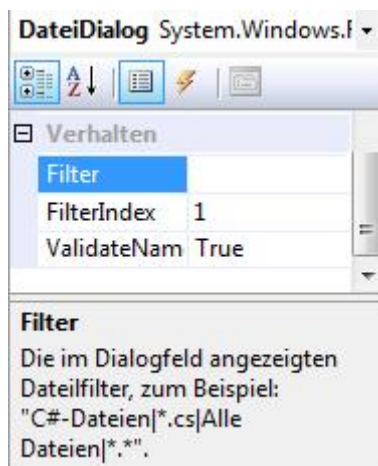 DateiDialog System.Windows.F
Verhalten
Filter
FilterIndex 1
ValidateNam True
Filter
Die im Dialogfeld angezeigten
Dateilfilter, zum Beispiel:
"C#-Dateien|*.cs|Alle
Dateien|*.*".